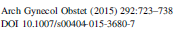 Arch Gynecol Obstet (2015) 292:723–738
DOI 10.1007/s00404-015-3680-7